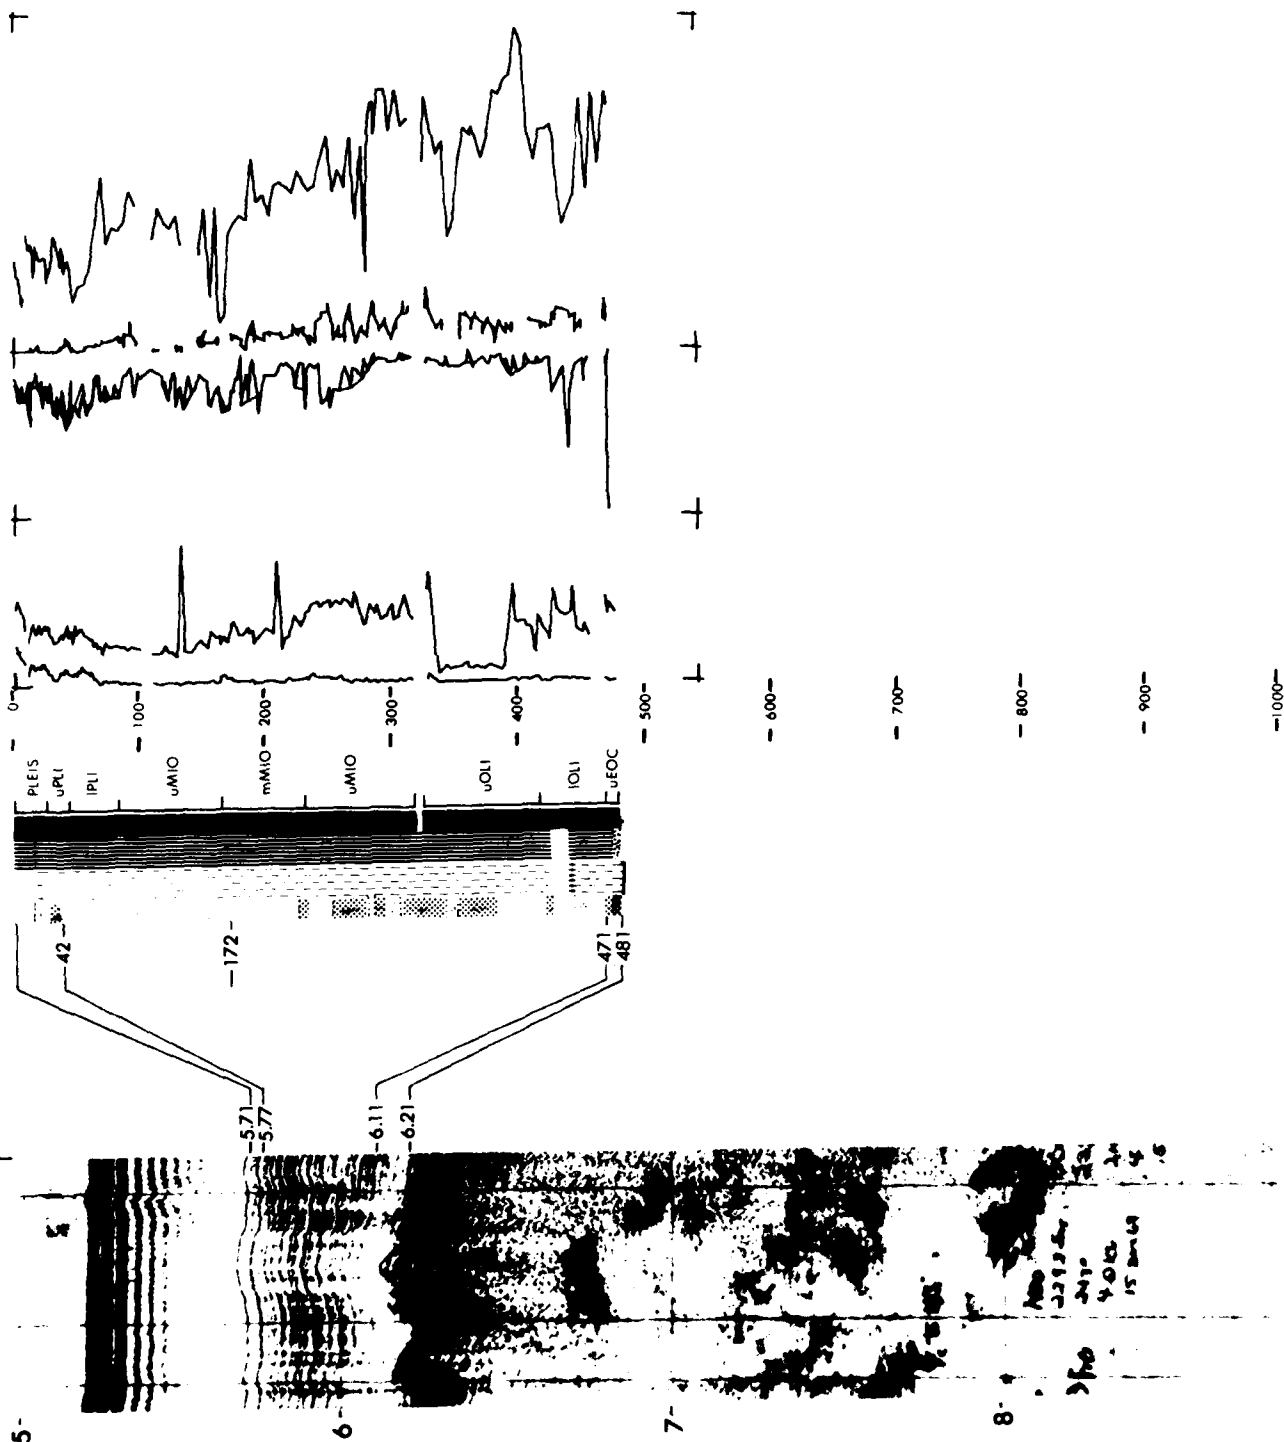 0-
- 100-
- 200-
- 300-
- 400-
- 500-
- 600-
- 700-
- 800-
- 900-
-1000-
PLEIS
uPLI
lPLI
uMIO
mMIO
uMIO
uOLI
lOLI
uEOC
- 42 -
-172-
- 471 -
- 481 -
-5.71
-5.77
-6.11
-6.21
5-
6-
7-
8-
15